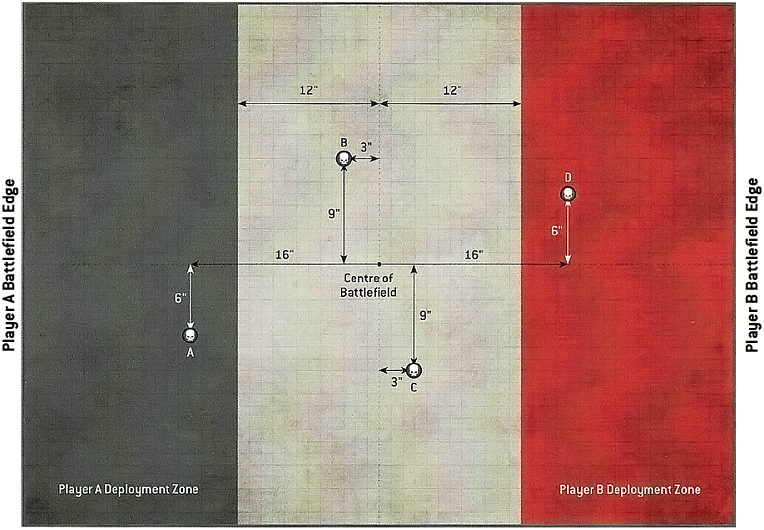 12" 12"
B
3"
D
9"
6"
16" 16"
Centre of
Battlefield
6"
9"
A
3"
C
Player A Battlefield Edge
Player B Battlefield Edge
Player A Deployment Zone
Player B Deployment Zone